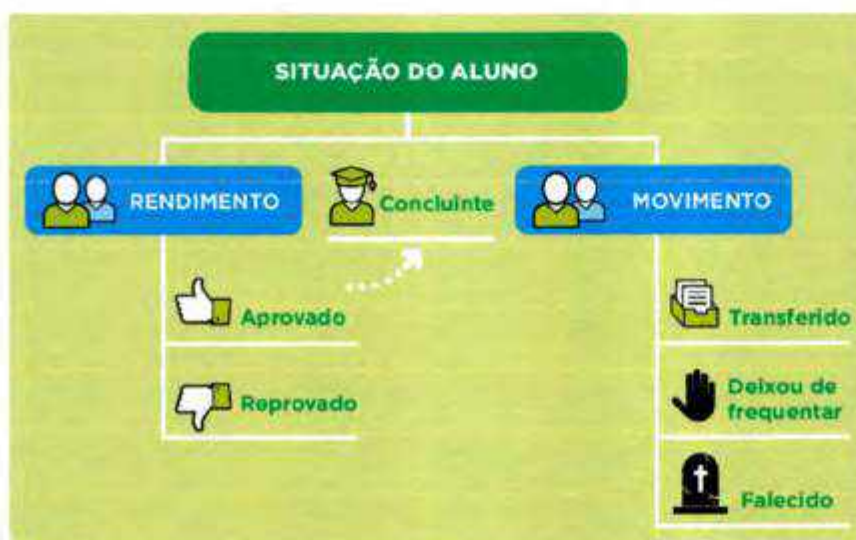 SITUAÇÃO DO ALUNO
RENDIMENTO
Concluinte
MOVIMENTO
Aprovado
Transferido
Reprovado
Deixou de
frequentar
Falecido